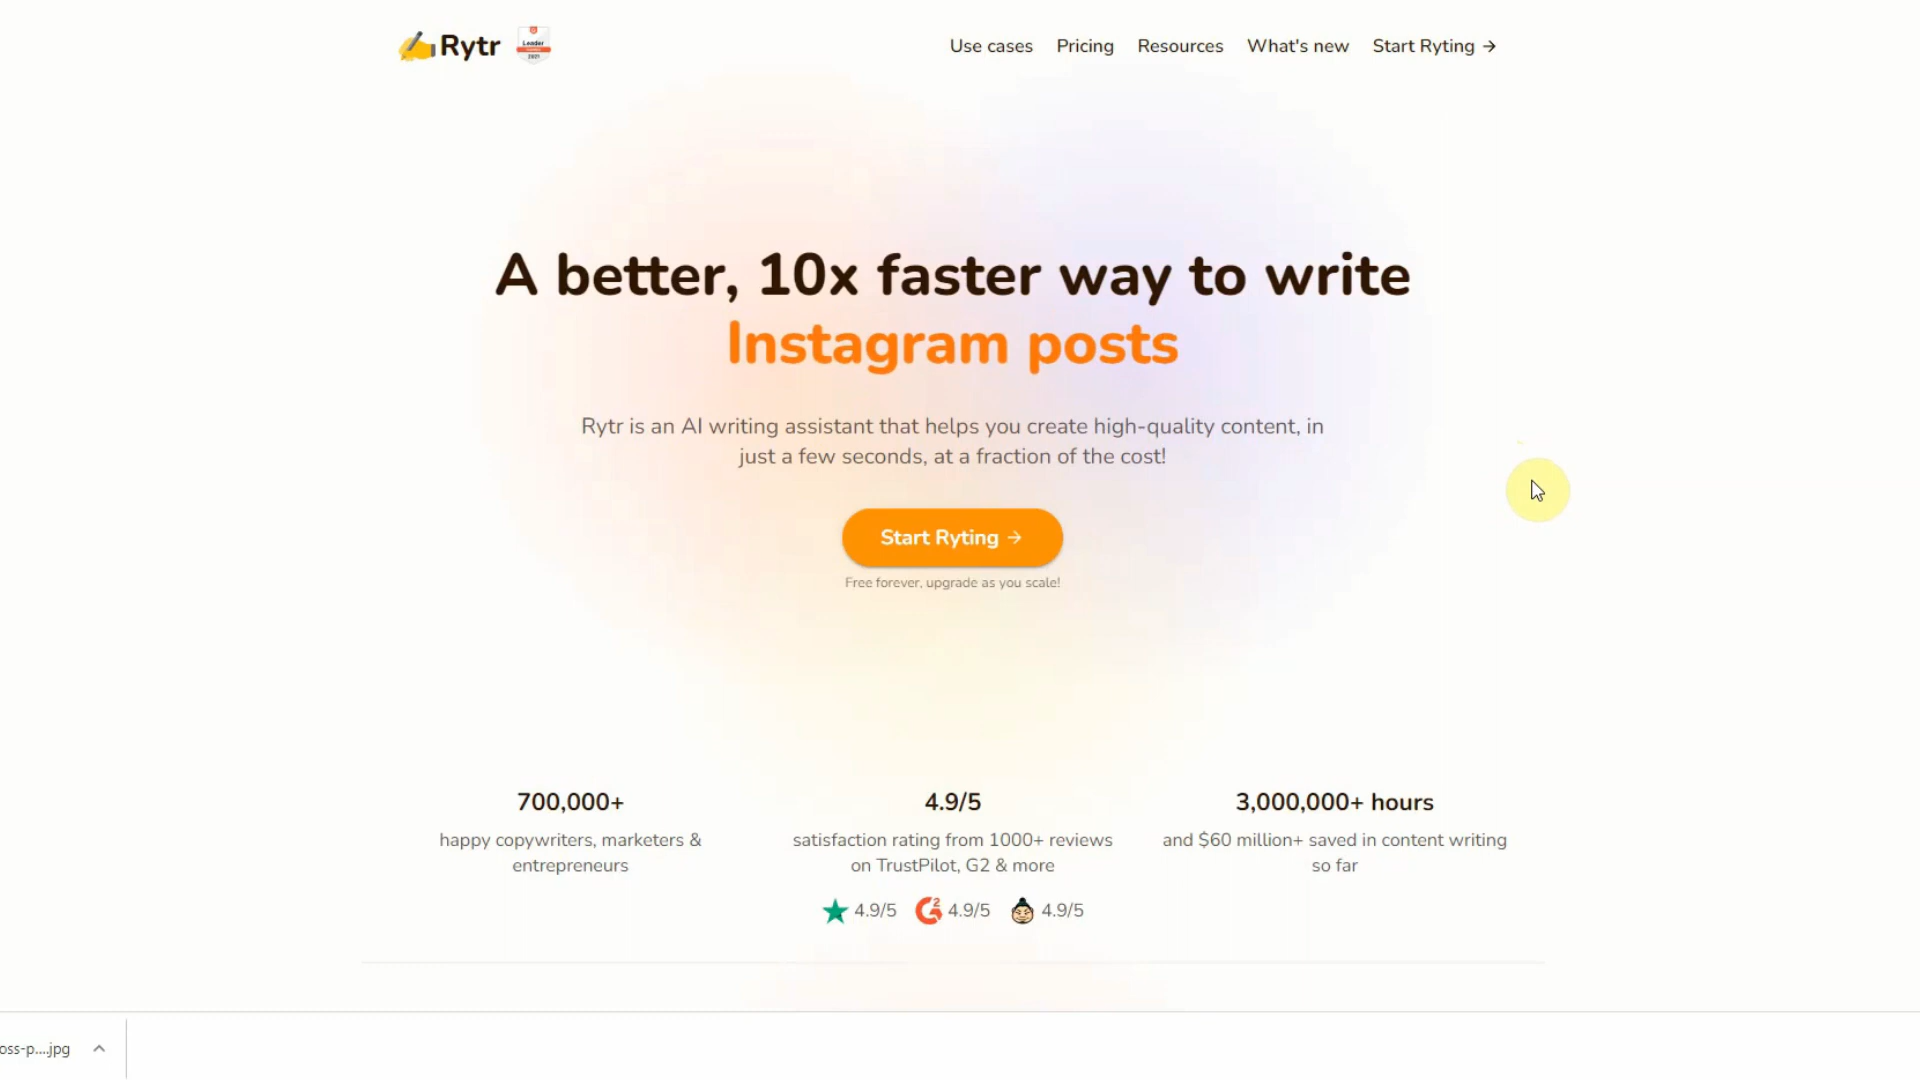 Rytr
Leader
2021
Use cases
Pricing
Resources
What's new
Start Ryting →
A better, 10x faster way to write
Instagram posts
Rytr is an AI writing assistant that helps you create high-quality content, in
just a few seconds, at a fraction of the cost!
Start Ryting →
Free forever, upgrade as you scale!
700,000+
happy copywriters, marketers &
entrepreneurs
4.9/5
satisfaction rating from 1000+ reviews
on TrustPilot, G2 & more
4.9/5
4.9/5
4.9/5
3,000,000+ hours
and $60 million+ saved in content writing
so far
oss-p....jpg